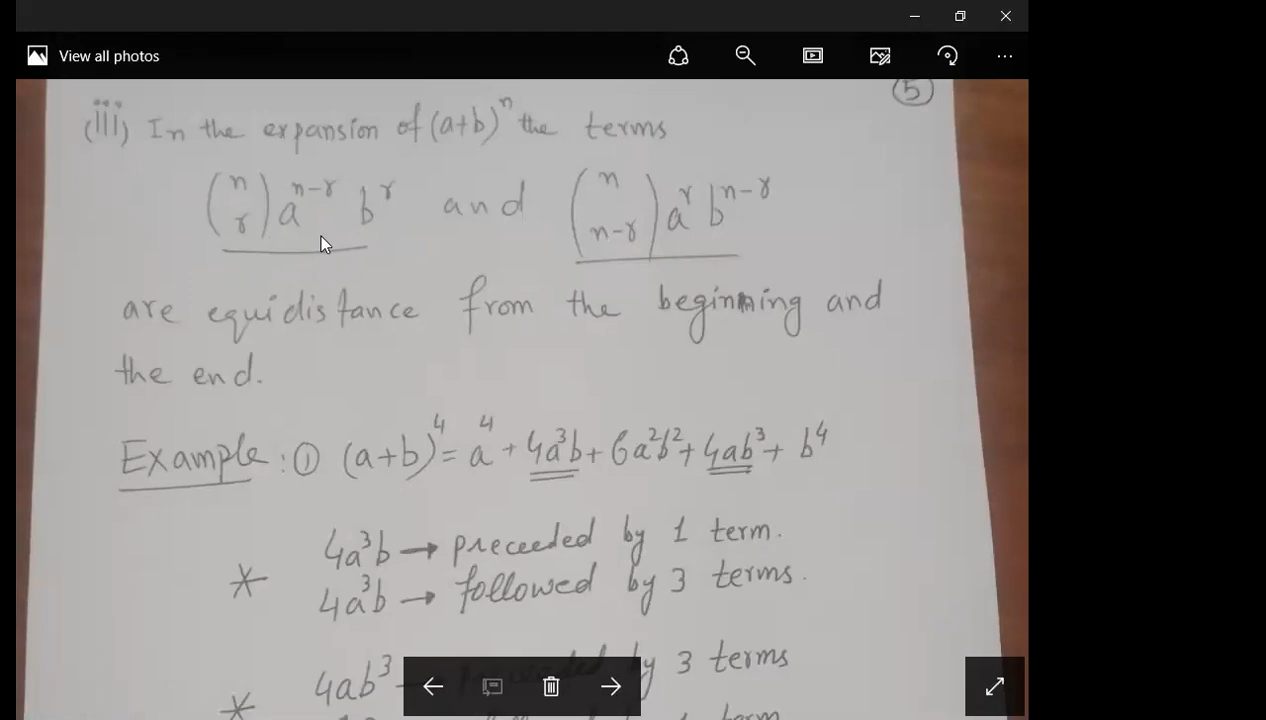 View all photos
5
(iii) In the expansion of (a+b)^n the terms
(n r) a^{n-r} b^r and (n n-r) a^r b^{n-r}
are equidistance from the beginning and
the end.
Example: ① (a+b)^4 = a^4 + 4a^3b + 6a^2b^2 + 4ab^3 + b^4
4a^3b → preceeded by 1 term.
* 4a^3b → followed by 3 terms.
4ab^3 → preceeded by 3 terms
*